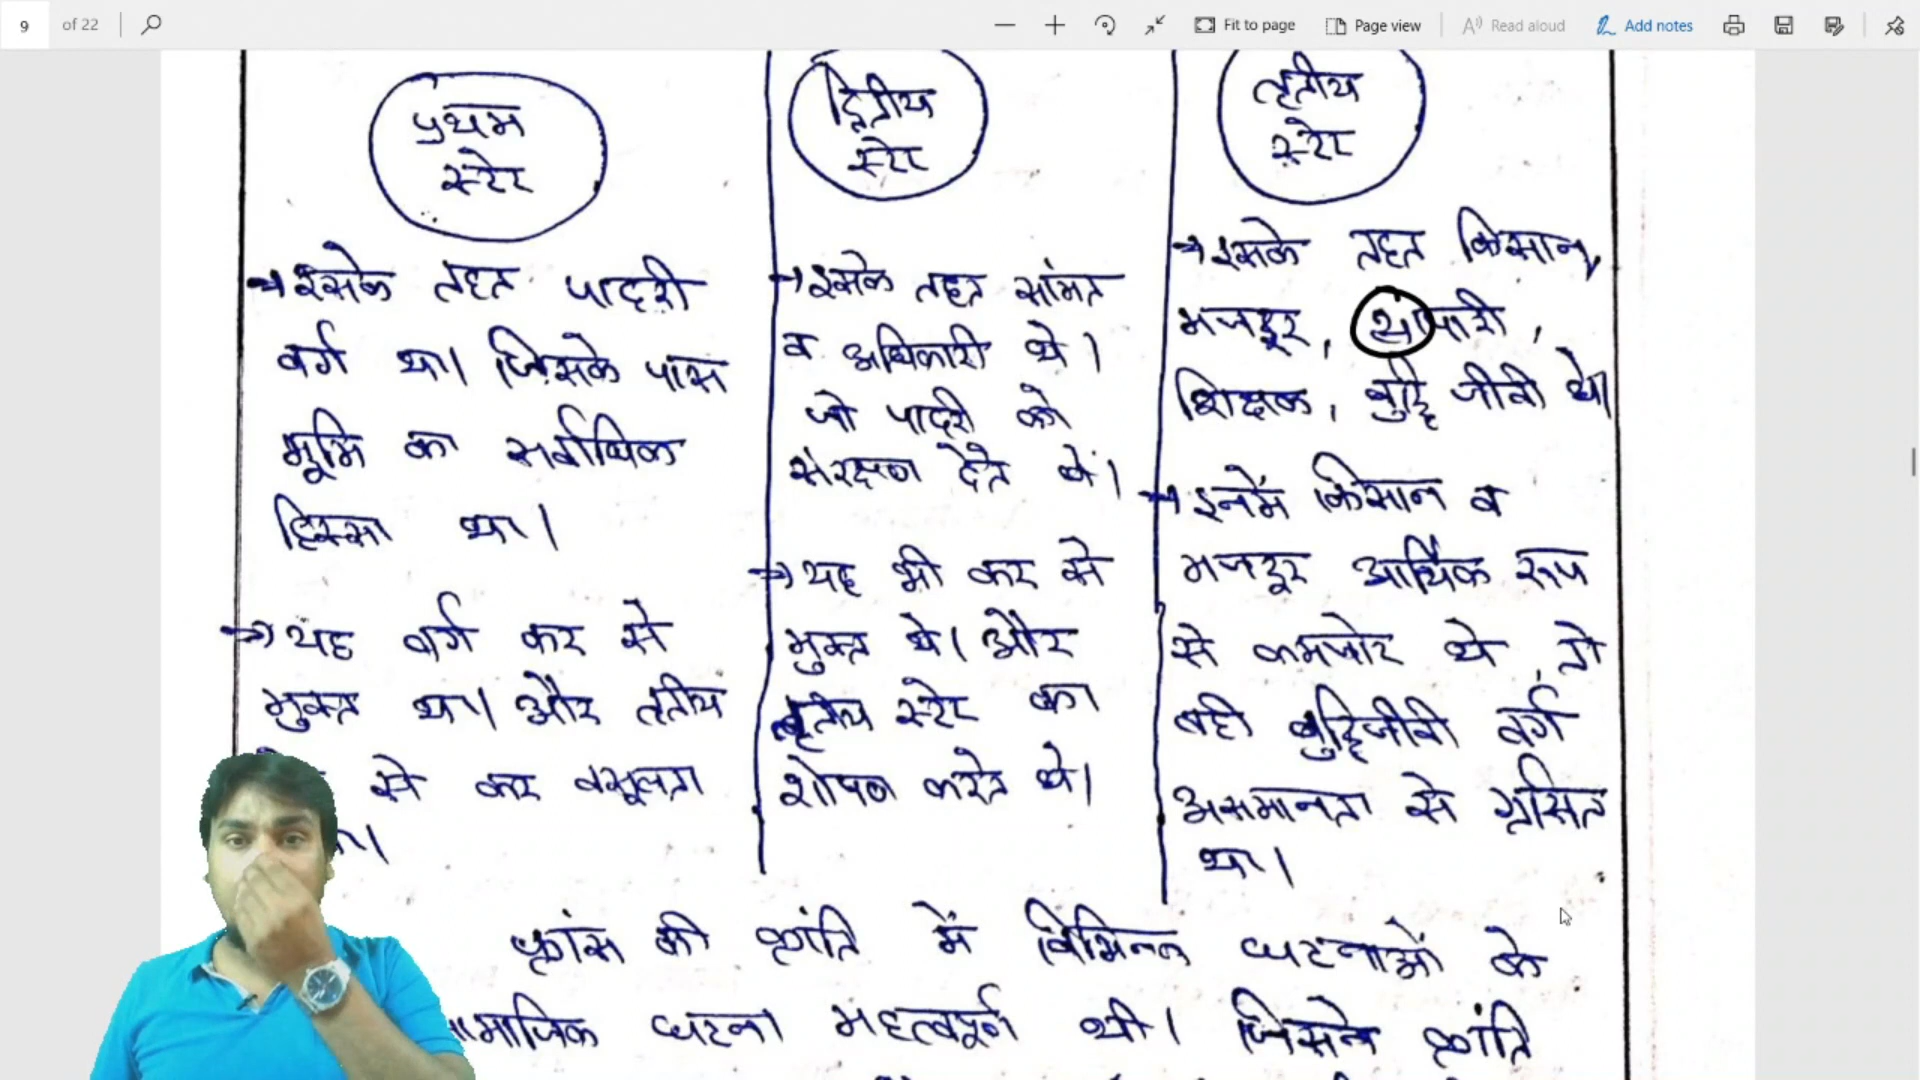 9 of 22
Fit to page
Page view
Read aloud
Add notes
प्रथम
स्टेट
→ इसके तहत पादरी
वर्ग था। जिसके पास
भूमि का सर्वाधिक
हिस्सा था।
→ यह वर्ग कर से
मुक्त था। और तृतीय
से कर वसूलता
द्वितीय
स्टेट
→ इसके तहत सांमत
व अधिकारी थे।
जो पादरी को
संरक्षण देते थे।
→ यह भी कर से
मुक्त थे। और
तृतीय स्टेट का
शोषण करते थे।
तृतीय
स्टेट
→ इसके तहत किसान,
मजदूर, व्यापारी,
शिक्षक, बुद्धि जीवी थे।
→ इनमें किसान व
मजदूर आर्थिक रूप
से कमजोर थे, तो
वही बुद्धिजीवी वर्ग
असमानता से ग्रसित
था।
फ्रांस की क्रांति में विभिन्न घटनाओं के
घटना महत्वपूर्ण थी। जिसने क्रांति